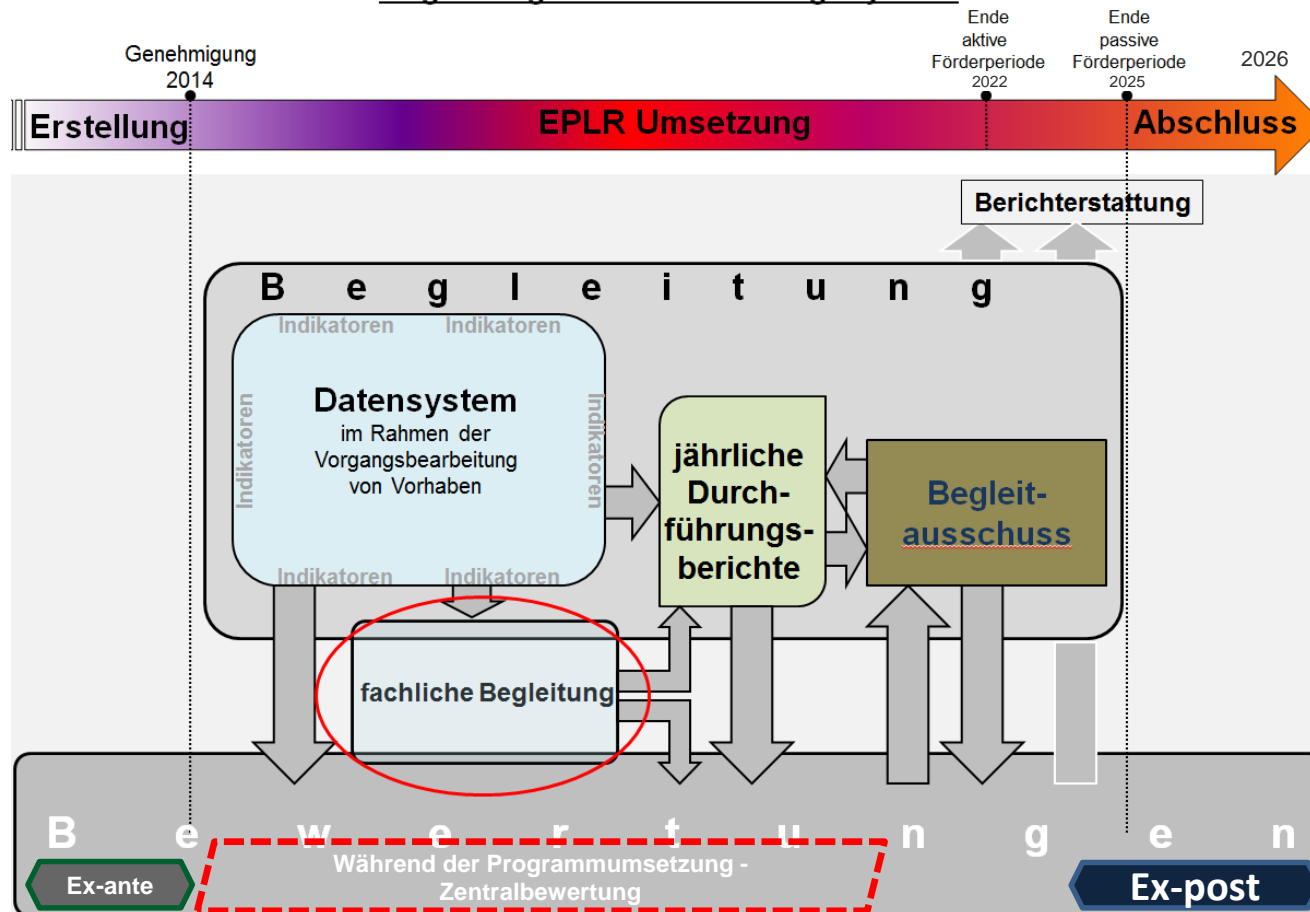 Ende
aktive
Förderperiode
2022
Ende
passive
Förderperiode
2025
2026
Genehmigung
2014
Erstellung
EPLR Umsetzung
Abschluss
Berichterstattung
Begleitung
Indikatoren Indikatoren
Indikatoren
Datensystem
im Rahmen der
Vorgangsbearbeitung
von Vorhaben
Indikatoren
Indikatoren Indikatoren
jährliche
Durch-
führungs-
berichte
Begleit-
ausschuss
fachliche Begleitung
Bewertungen
Während der Programmumsetzung -
Zentralbewertung
Ex-ante
Ex-post